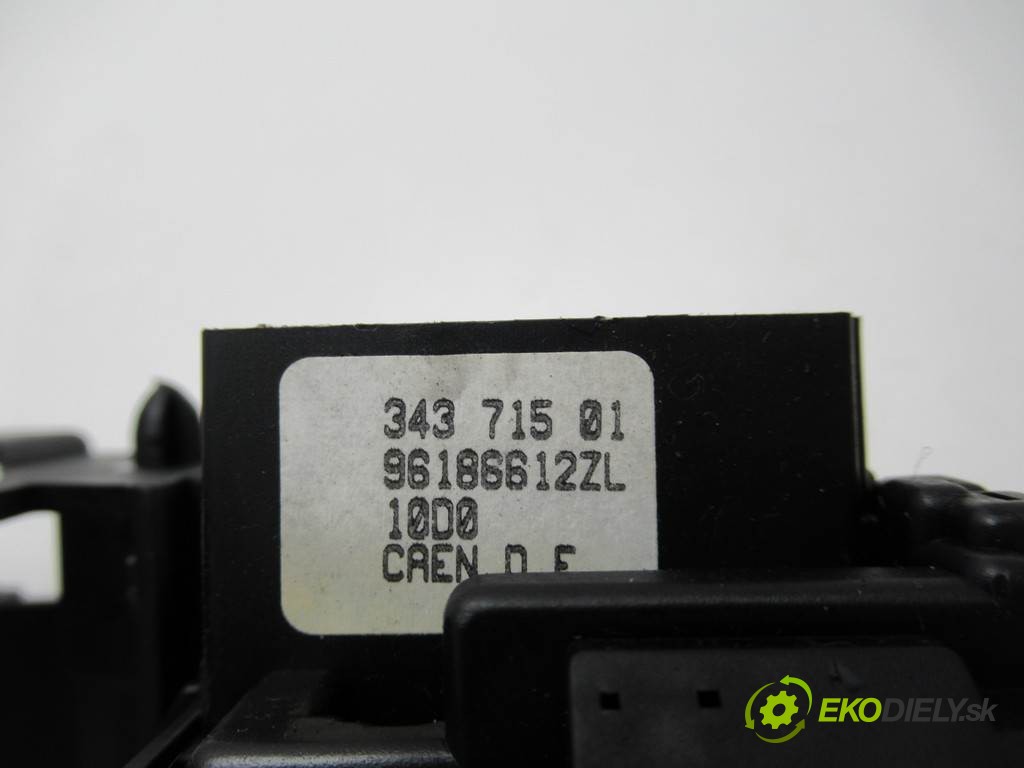 343 715 01
96186612ZL
10D0
CAEN
EKODIELY.sk